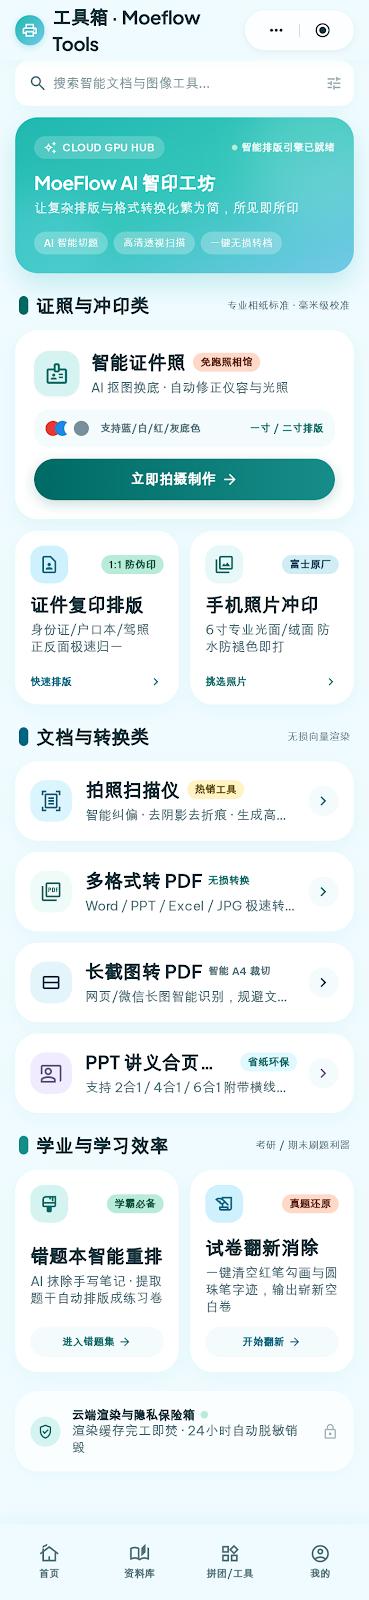 工具箱 · Moeflow
Tools
搜索智能文档与图像工具...
CLOUD GPU HUB
智能排版引擎已就绪
MoeFlow AI 智印工坊
让复杂排版与格式转换化繁为简，所见即所印
AI 智能切题
高清透视扫描
一键无损转档
证照与冲印类
专业相纸标准 · 毫米级校准
智能证件照
免跑照相馆
AI 抠图换底 · 自动修正仪容与光照
支持蓝/白/红/灰底色
一寸 / 二寸排版
立即拍摄制作 →
1:1 防伪印
证件复印排版
身份证/户口本/驾照
正反面极速归一
快速排版
富士原厂
手机照片冲印
6寸专业光面/绒面 防
水防褪色即打
挑选照片
文档与转换类
无损向量渲染
拍照扫描仪
热销工具
智能纠偏 · 去阴影去折痕 · 生成高...
PDF
多格式转 PDF
无损转换
Word / PPT / Excel / JPG 极速转...
长截图转 PDF
智能 A4 裁切
网页/微信长图智能识别，规避文...
PPT 讲义合页...
省纸环保
支持 2合1 / 4合1 / 6合1 附带横线...
学业与学习效率
考研 / 期末刷题利器
学霸必备
错题本智能重排
AI 抹除手写笔记 · 提取
题干自动排版成练习卷
进入错题集 →
真题还原
试卷翻新消除
一键清空红笔勾画与圆
珠笔字迹，输出崭新空
白卷
开始翻新 →
云端渲染与隐私保险箱
渲染缓存完工即焚 · 24小时自动脱敏销
毁
首页
资料库
拼团/工具
我的